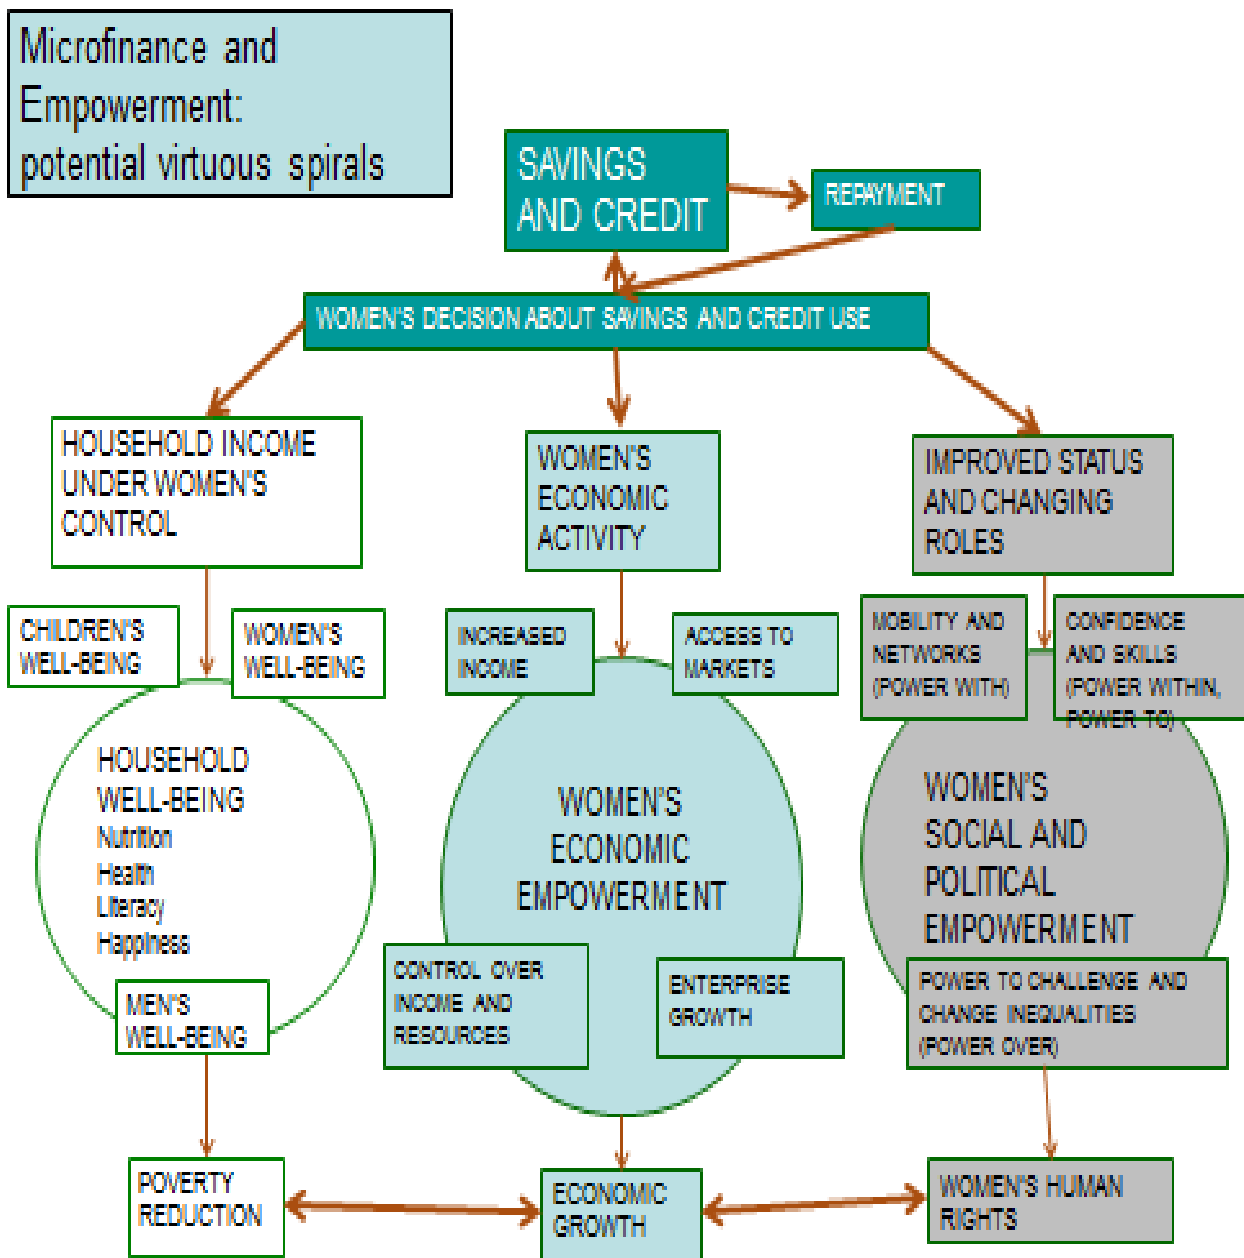 Microfinance and
Empowerment:
potential virtuous spirals
SAVINGS
AND CREDIT
REPAYMENT
WOMEN'S DECISION ABOUT SAVINGS AND CREDIT USE
HOUSEHOLD INCOME
UNDER WOMEN'S
CONTROL
WOMEN'S
ECONOMIC
ACTIVITY
IMPROVED STATUS
AND CHANGING
ROLES
CHILDREN'S
WELL-BEING
WOMEN'S
WELL-BEING
INCREASED
INCOME
ACCESS TO
MARKETS
MOBILITY AND
NETWORKS
(POWER WITH)
CONFIDENCE
AND SKILLS
(POWER WITHIN,
POWER TO)
HOUSEHOLD
WELL-BEING
Nutrition
Health
Literacy
Happiness
WOMEN'S
ECONOMIC
EMPOWERMENT
WOMEN'S
SOCIAL AND
POLITICAL
EMPOWERMENT
MEN'S
WELL-BEING
CONTROL OVER
INCOME AND
RESOURCES
ENTERPRISE
GROWTH
POWER TO CHALLENGE AND
CHANGE INEQUALITIES
(POWER OVER)
POVERTY
REDUCTION
ECONOMIC
GROWTH
WOMEN'S HUMAN
RIGHTS